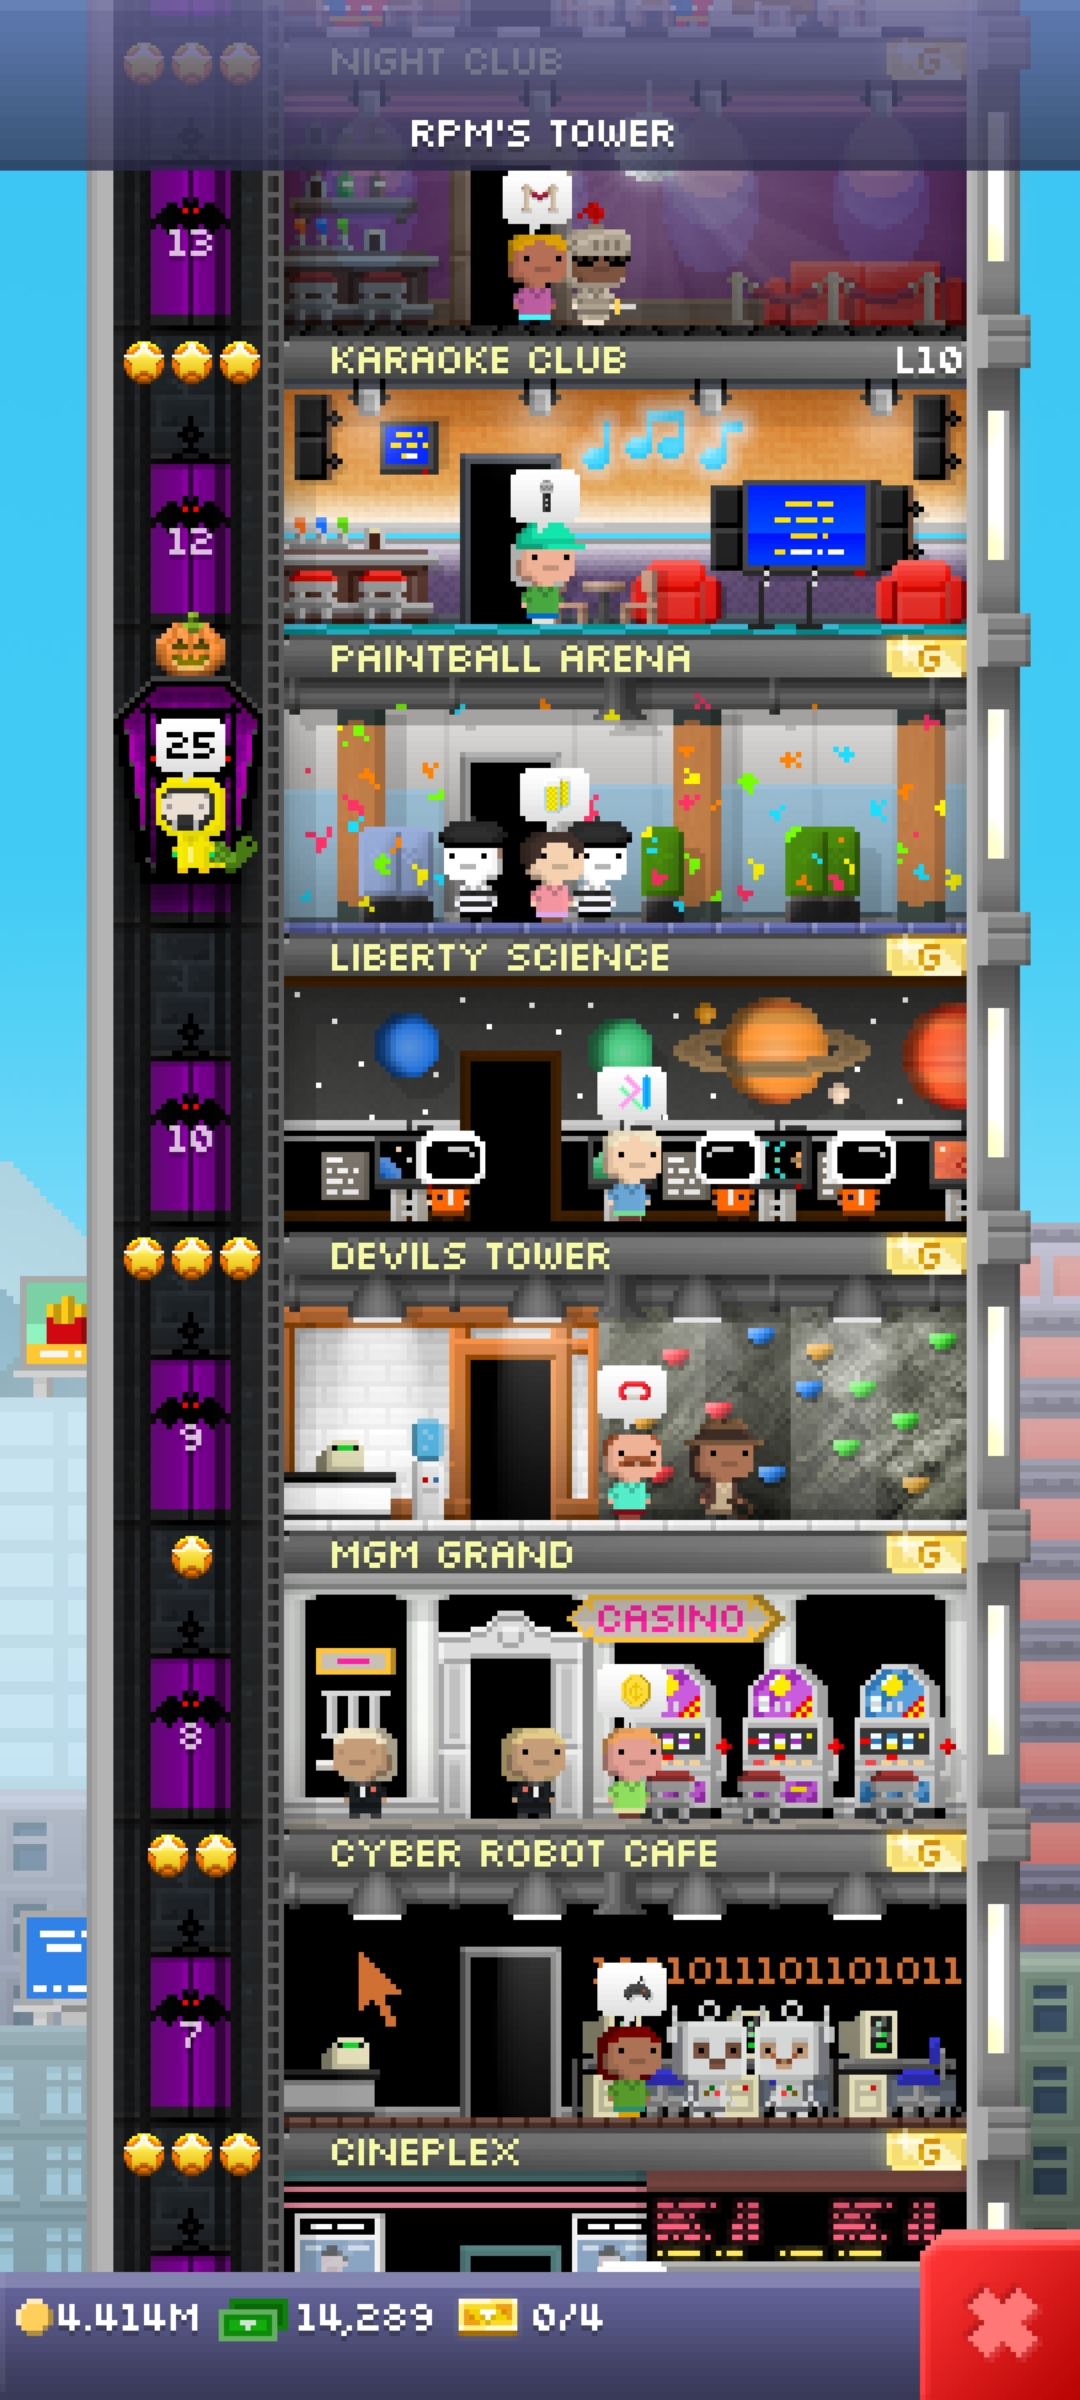 NIGHT CLUB G
RPM'S TOWER
13
KARAOKE CLUB L10
12
PAINTBALL ARENA G
25
LIBERTY SCIENCE G
10
DEVILS TOWER G
9
MGM GRAND G
CASINO
8
CYBER ROBOT CAFE G
1011101101011
7
CINEPLEX G
4.414M 14,289 0/4